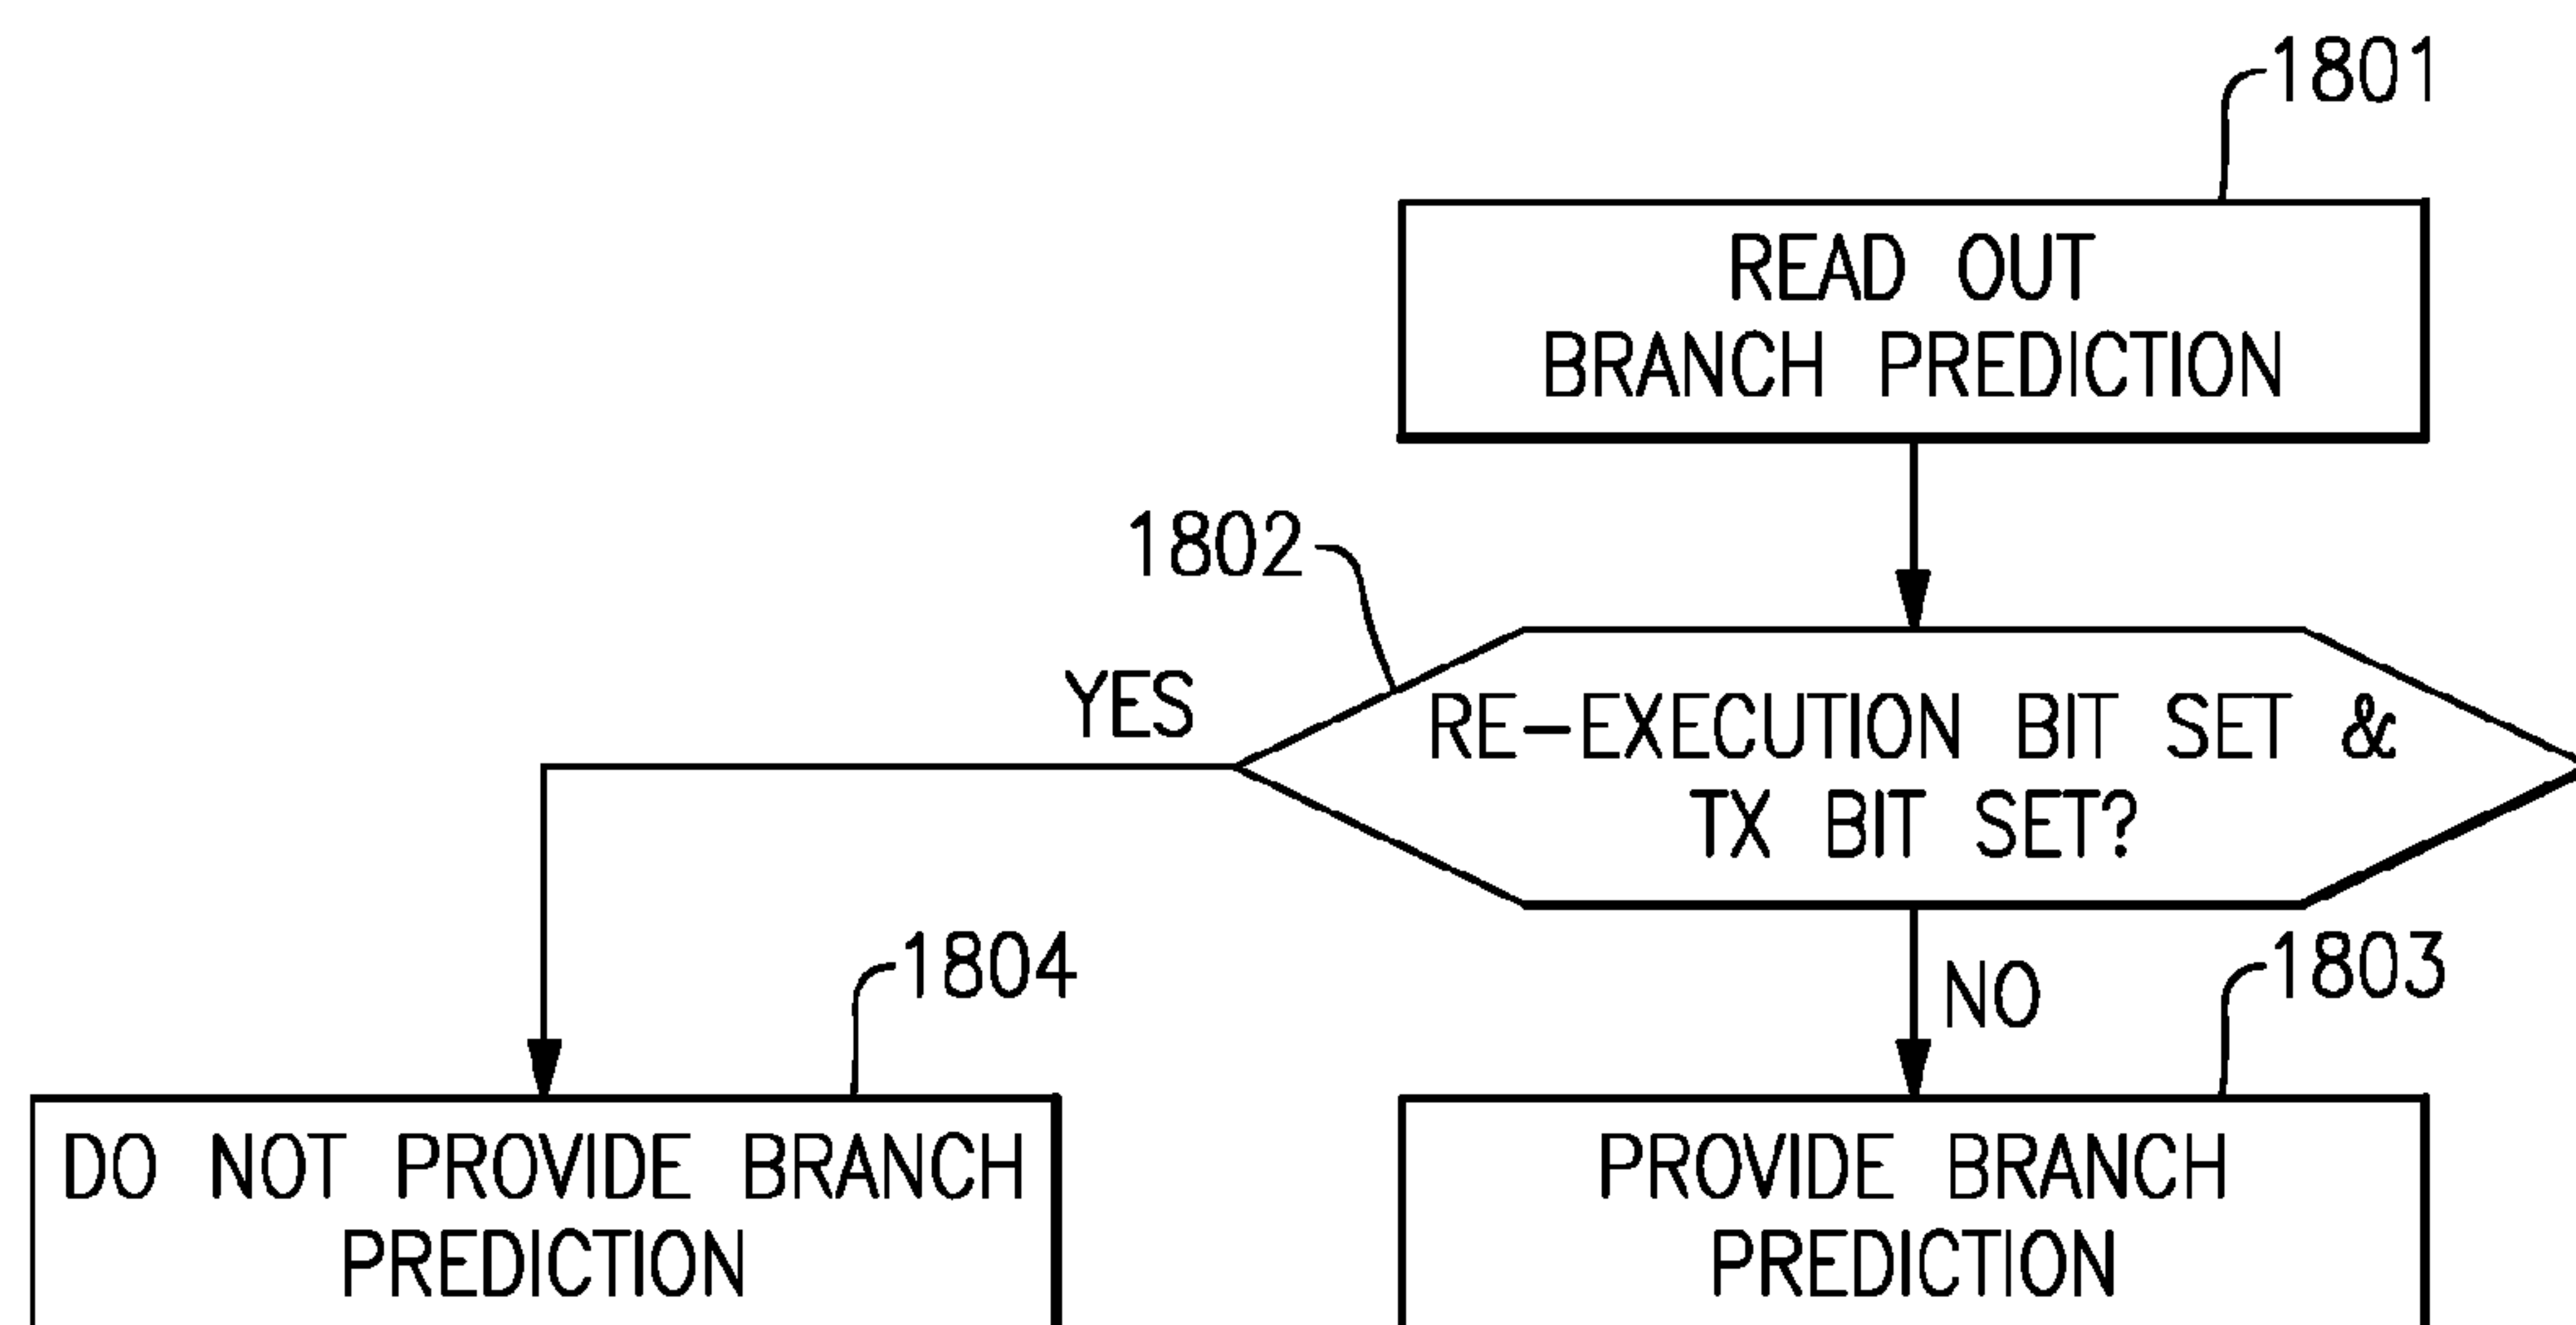 1801
READ OUT
BRANCH PREDICTION
1802
YES
RE-EXECUTION BIT SET &
TX BIT SET?
NO
1804
1803
DO NOT PROVIDE BRANCH
PREDICTION
PROVIDE BRANCH
PREDICTION